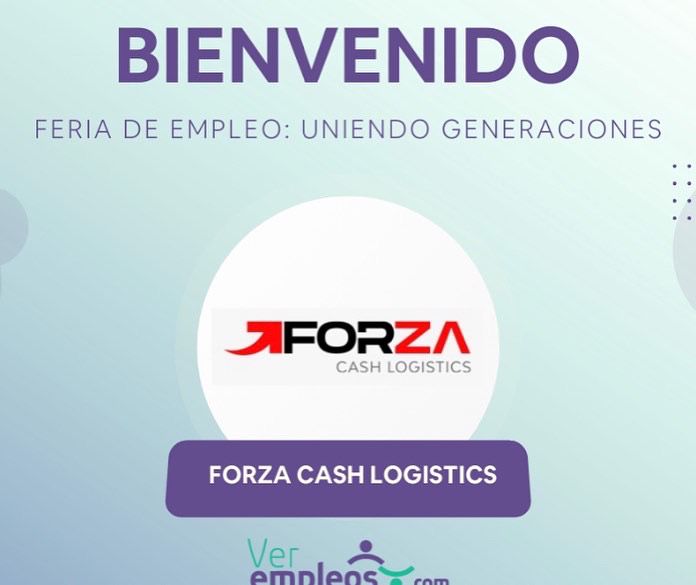 BIENVENIDO
FERIA DE EMPLEO: UNIENDO GENERACIONES
FORZA
CASH LOGISTICS
FORZA CASH LOGISTICS
Ver
empleos.com